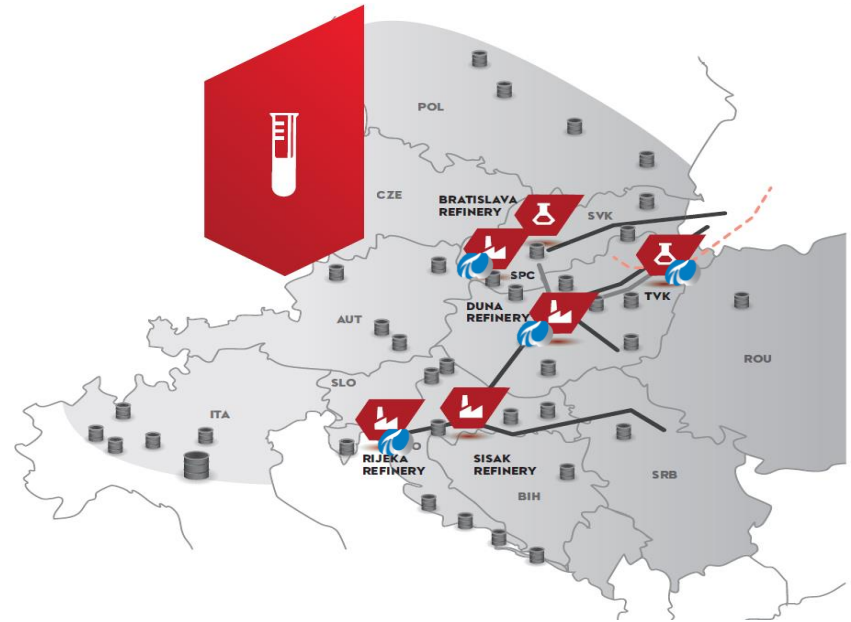 POL
CZE
BRATISLAVA
REFINERY
SVK
SPC
DUNA
REFINERY
TVK
AUT
ROU
SLO
ITA
O
RIJEKA
REFINERY
SISAK
REFINERY
BIH
SRB